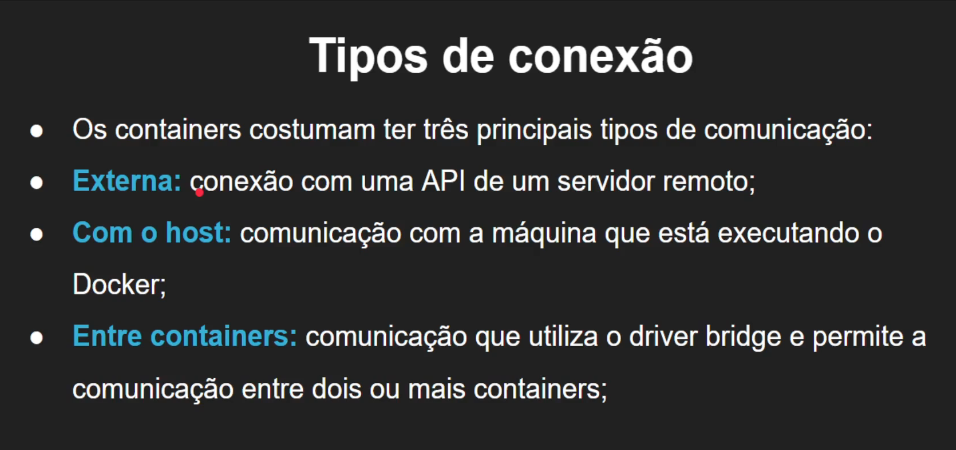 Tipos de conexão
● Os containers costumam ter três principais tipos de comunicação:
● Externa: conexão com uma API de um servidor remoto;
● Com o host: comunicação com a máquina que está executando o
Docker;
● Entre containers: comunicação que utiliza o driver bridge e permite a
comunicação entre dois ou mais containers;